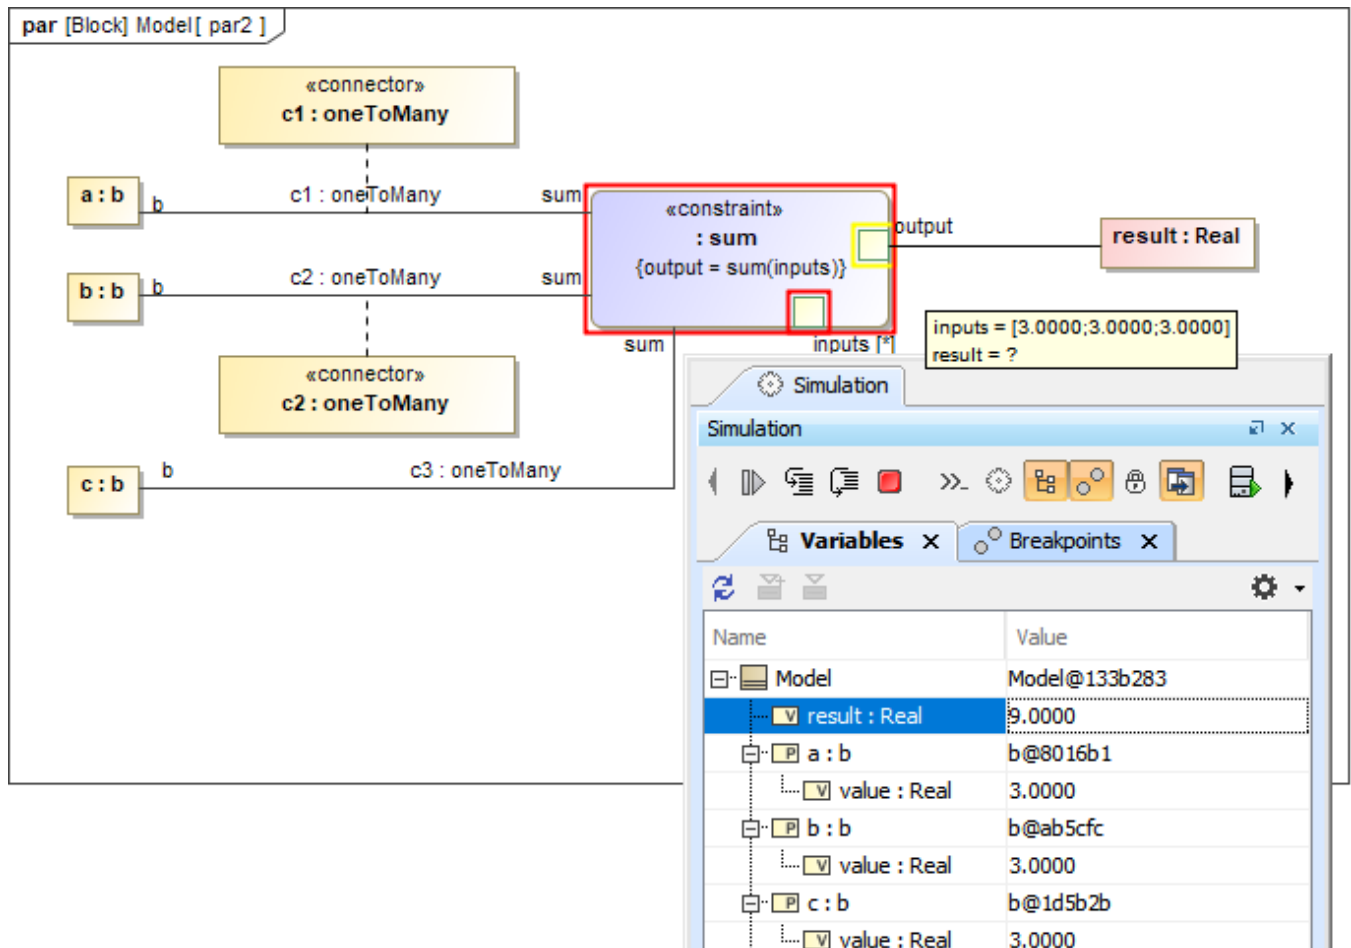 par [Block] Model[ par2 ]
«connector»
c1 : oneToMany
a : b
b
c1 : oneToMany
sum
«constraint»
: sum
{output = sum(inputs)}
output
result : Real
b : b
b
c2 : oneToMany
sum
sum
inputs [*]
inputs = [3.0000;3.0000;3.0000]
result = ?
«connector»
c2 : oneToMany
c : b
b
c3 : oneToMany
Simulation
Simulation
Variables
Breakpoints
Name Value
Model Model@133b283
V result : Real 9.0000
P a : b b@8016b1
V value : Real 3.0000
P b : b b@ab5cfc
V value : Real 3.0000
P c : b b@1d5b2b
V value : Real 3.0000